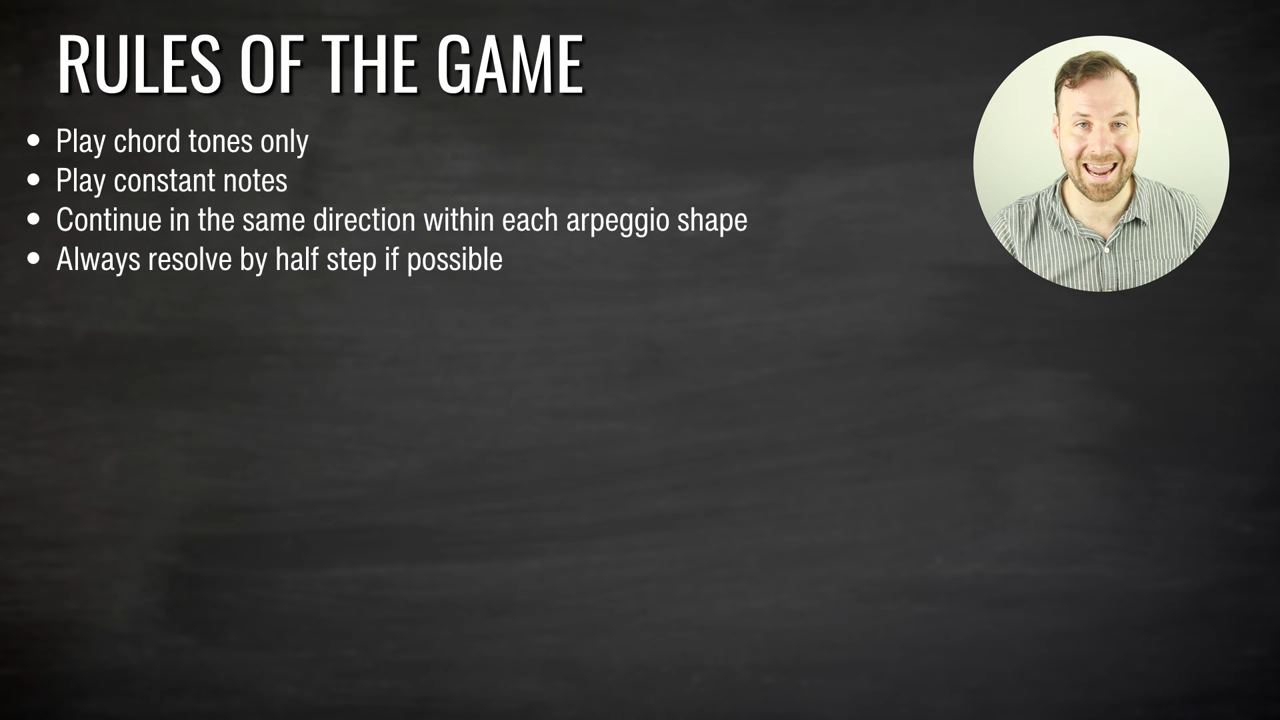 RULES OF THE GAME
• Play chord tones only
• Play constant notes
• Continue in the same direction within each arpeggio shape
• Always resolve by half step if possible